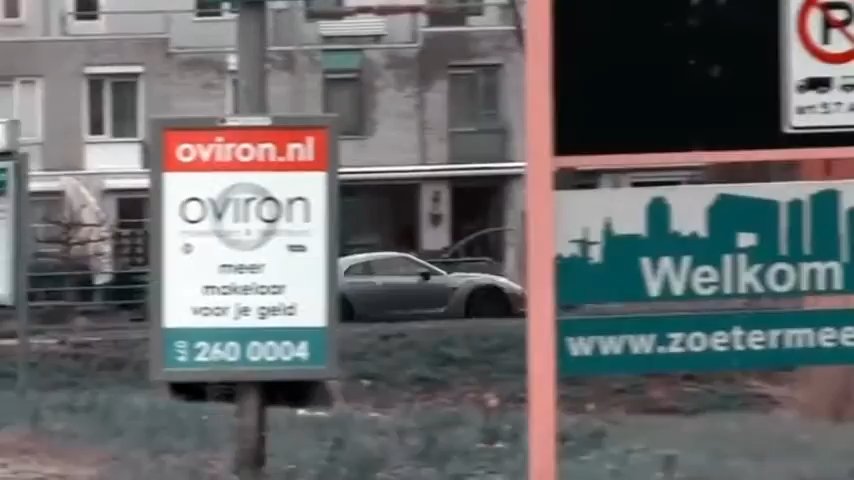 oviron.nl
oviron
meer
makelaar
voor je geld
260 0004
P
Welkom
www.zoetermee